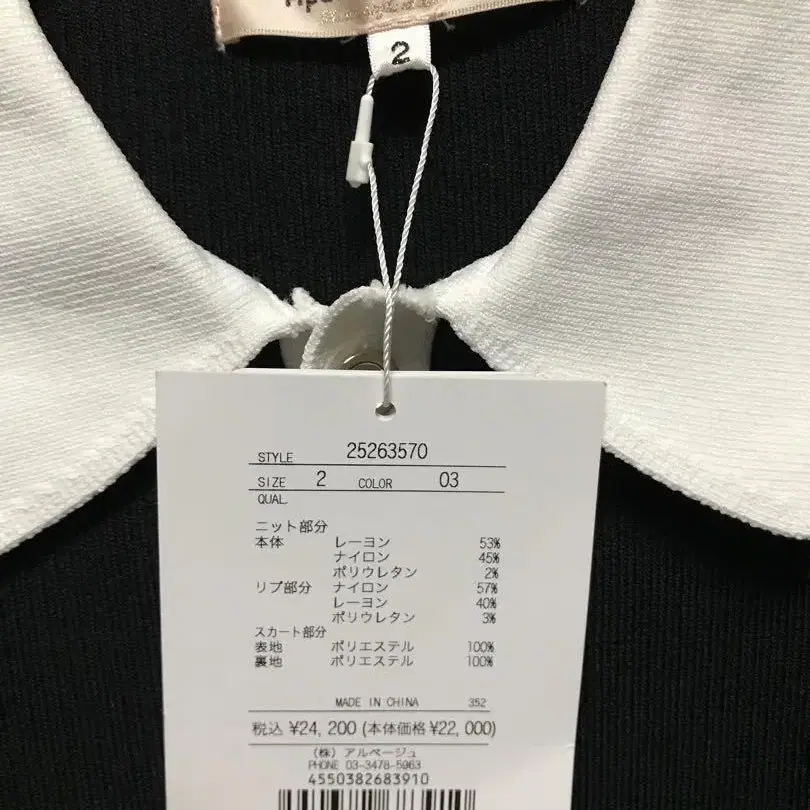 2
STYLE 25263570
SIZE 2 COLOR 03
QUAL.
ニット部分
本体 レーヨン 53%
ナイロン 45%
ポリウレタン 2%
リブ部分 ナイロン 57%
レーヨン 40%
ポリウレタン 3%
スカート部分
表地 ポリエステル 100%
裏地 ポリエステル 100%
MADE IN CHINA 352
税込 ¥24, 200 (本体価格 ¥22, 000)
(株) アルページュ
PHONE 03-3478-5963
4550382683910